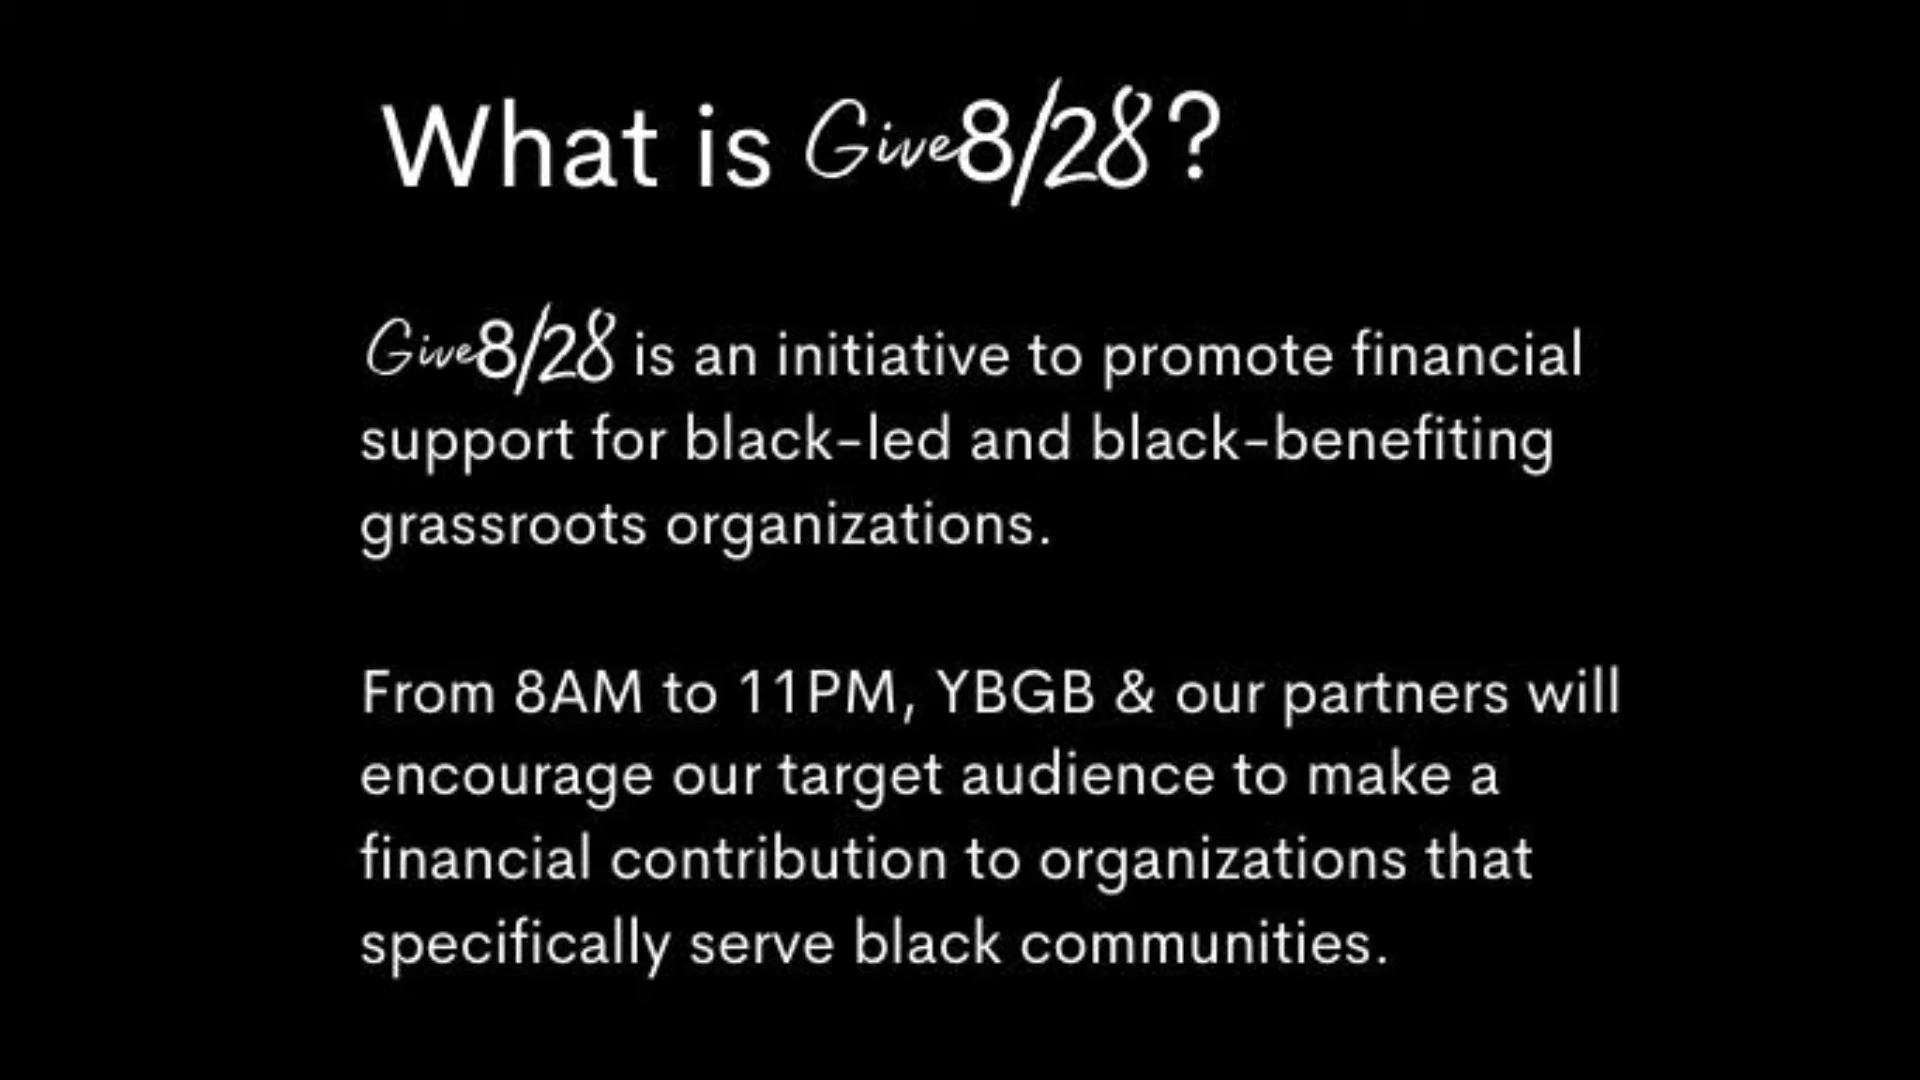 What is Give8/28?
Give8/28 is an initiative to promote financial
support for black-led and black-benefiting
grassroots organizations.
From 8AM to 11PM, YBGB & our partners will
encourage our target audience to make a
financial contribution to organizations that
specifically serve black communities.